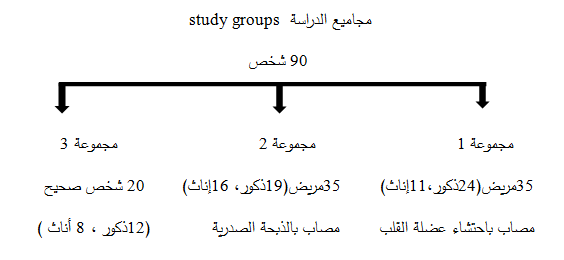 مجاميع الدراسة study groups
90 شخص
مجموعة 1
35مريض(24ذكور،11إناث)
مصاب باحتشاء عضلة القلب
مجموعة 2
35مريض(19ذكور، 16إناث)
مصاب بالذبحة الصدرية
مجموعة 3
20 شخص صحيح
(12ذكور ، 8 أناث )